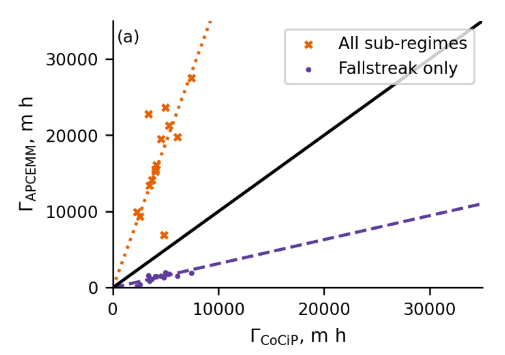 (a)
All sub-regimes
Fallstreak only
30000
20000
10000
0
Γ_APCEMM, m h
0
10000
20000
30000
Γ_CoCiP, m h